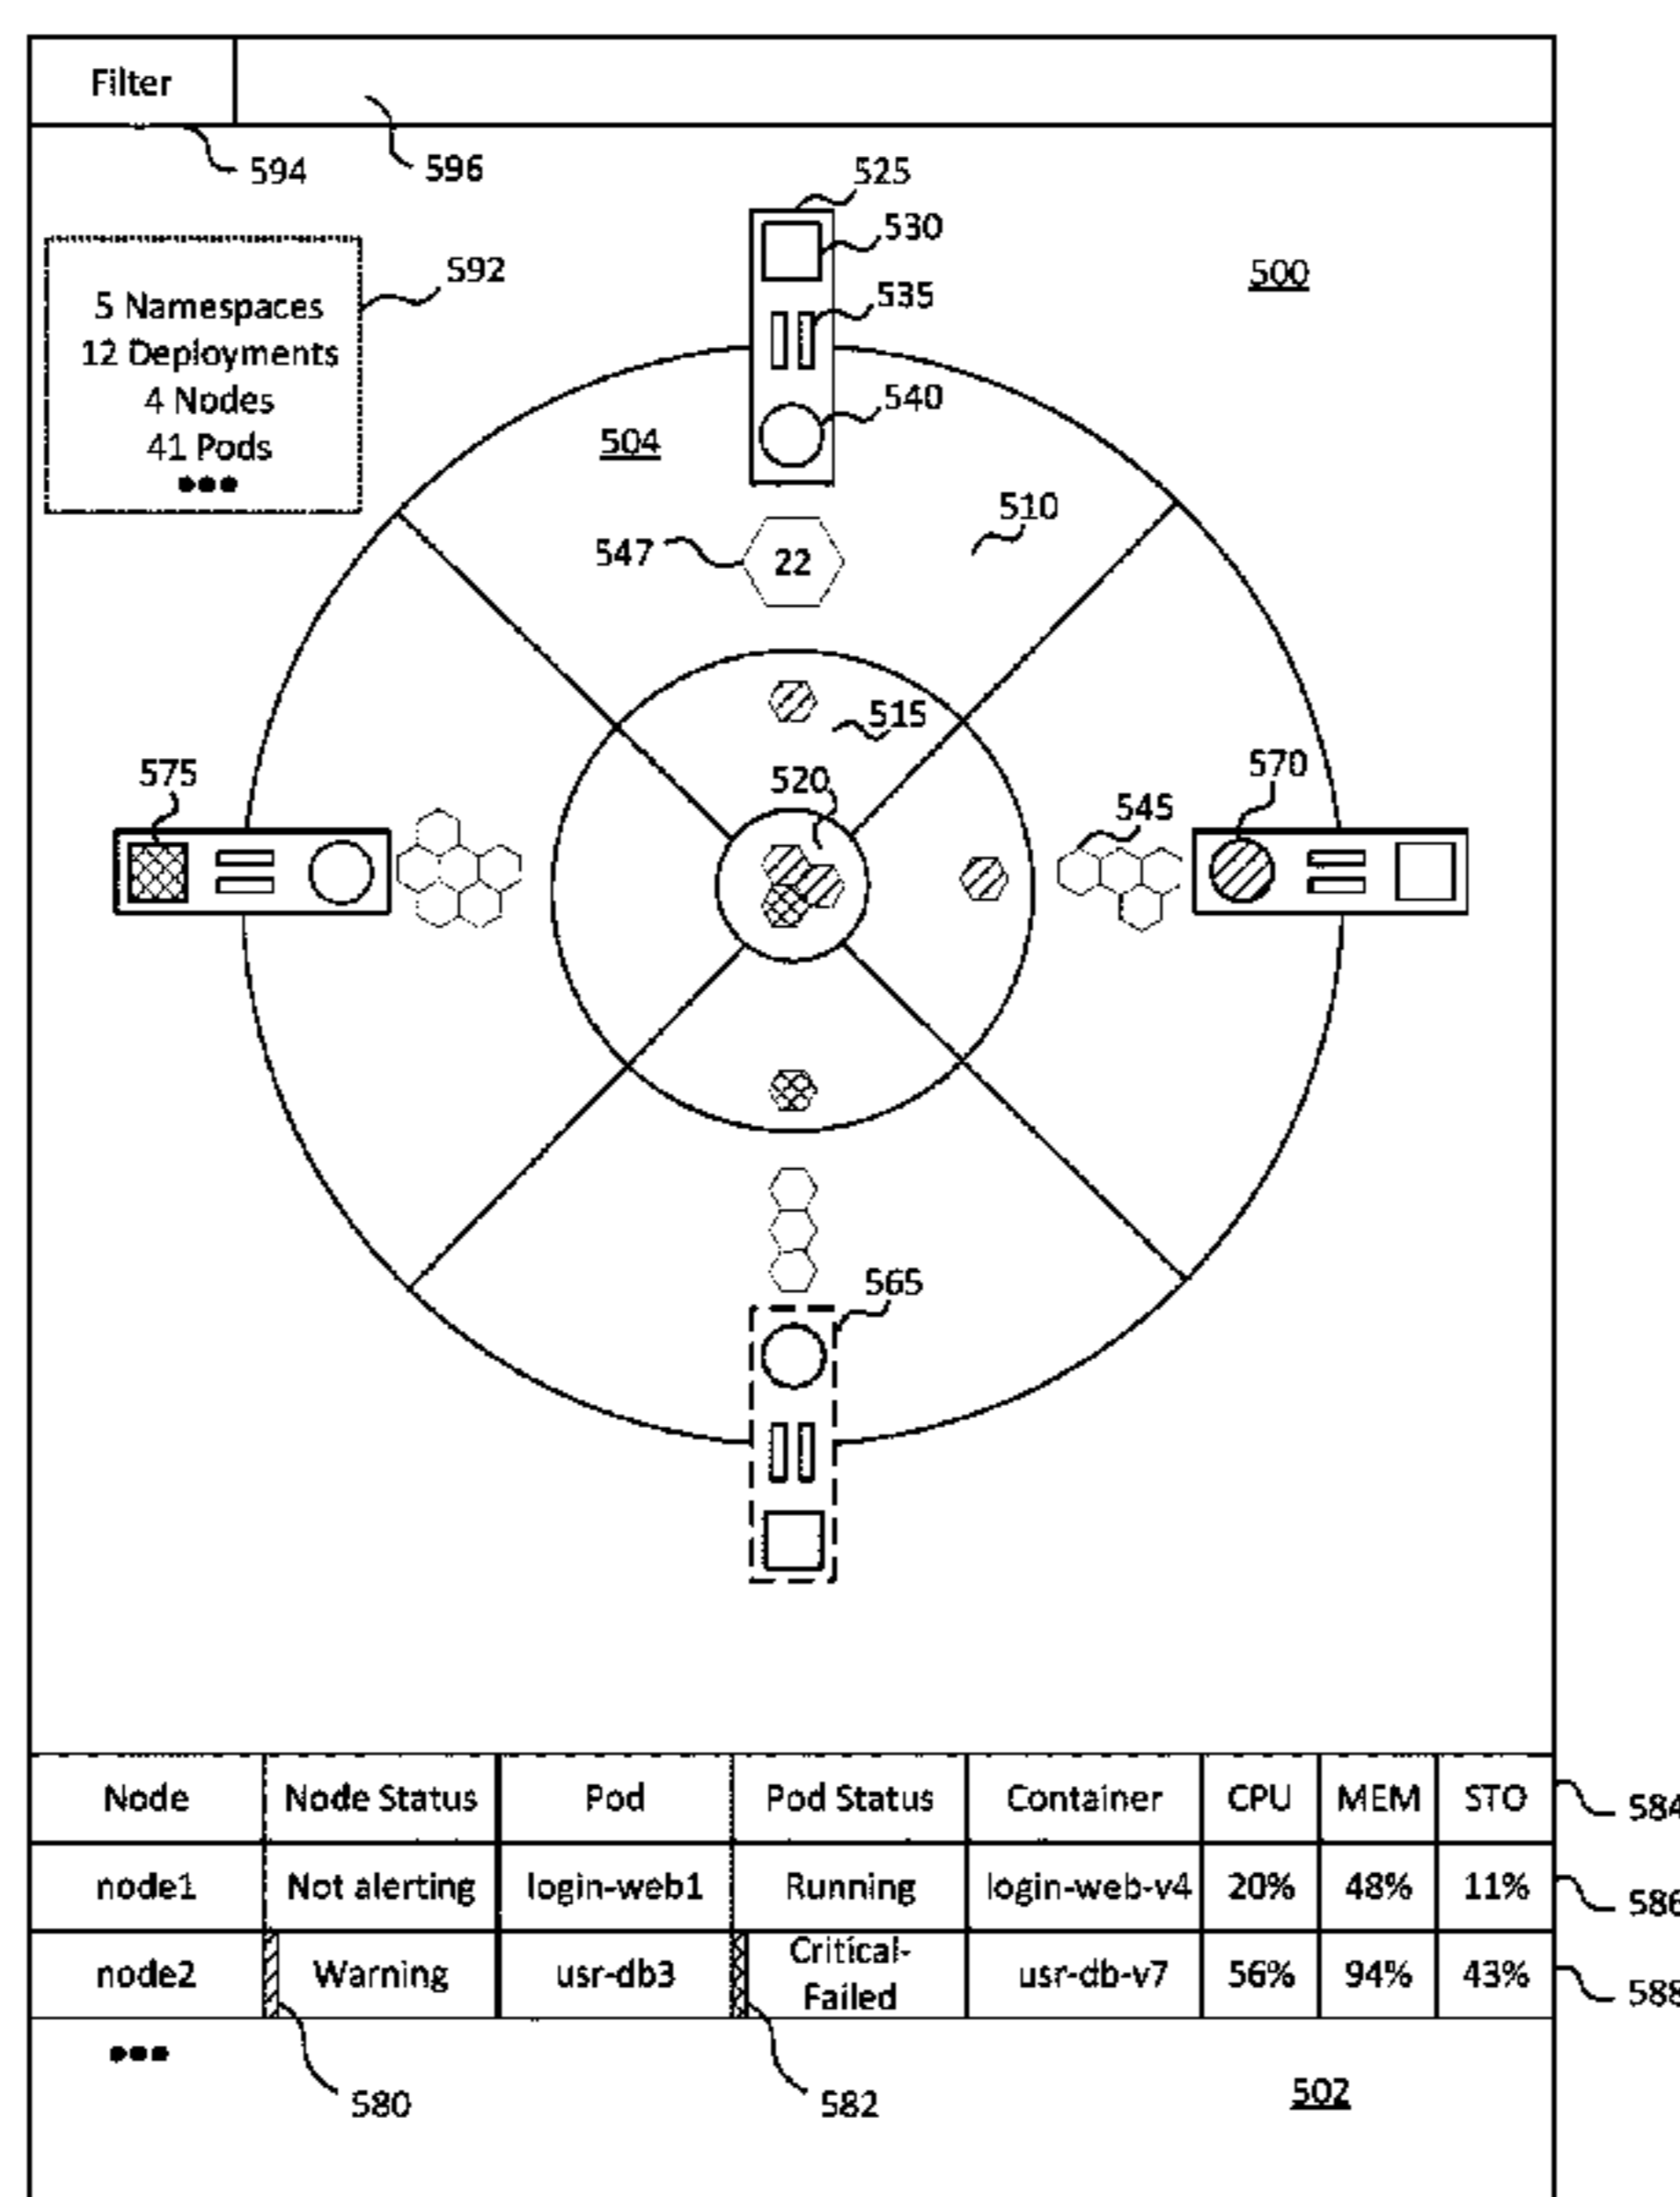 Filter
594
596
525
530
592
500
5 Namespaces
12 Deployments
4 Nodes
41 Pods
535
540
504
510
547
22
515
520
575
570
545
565
Node Node Status Pod Pod Status Container CPU MEM STO
584
node1 Not alerting login-web1 Running login-web-v4 20% 48% 11%
586
node2 Warning usr-db3 Critical-
Failed usr-db-v7 56% 94% 43%
588
580
582
502